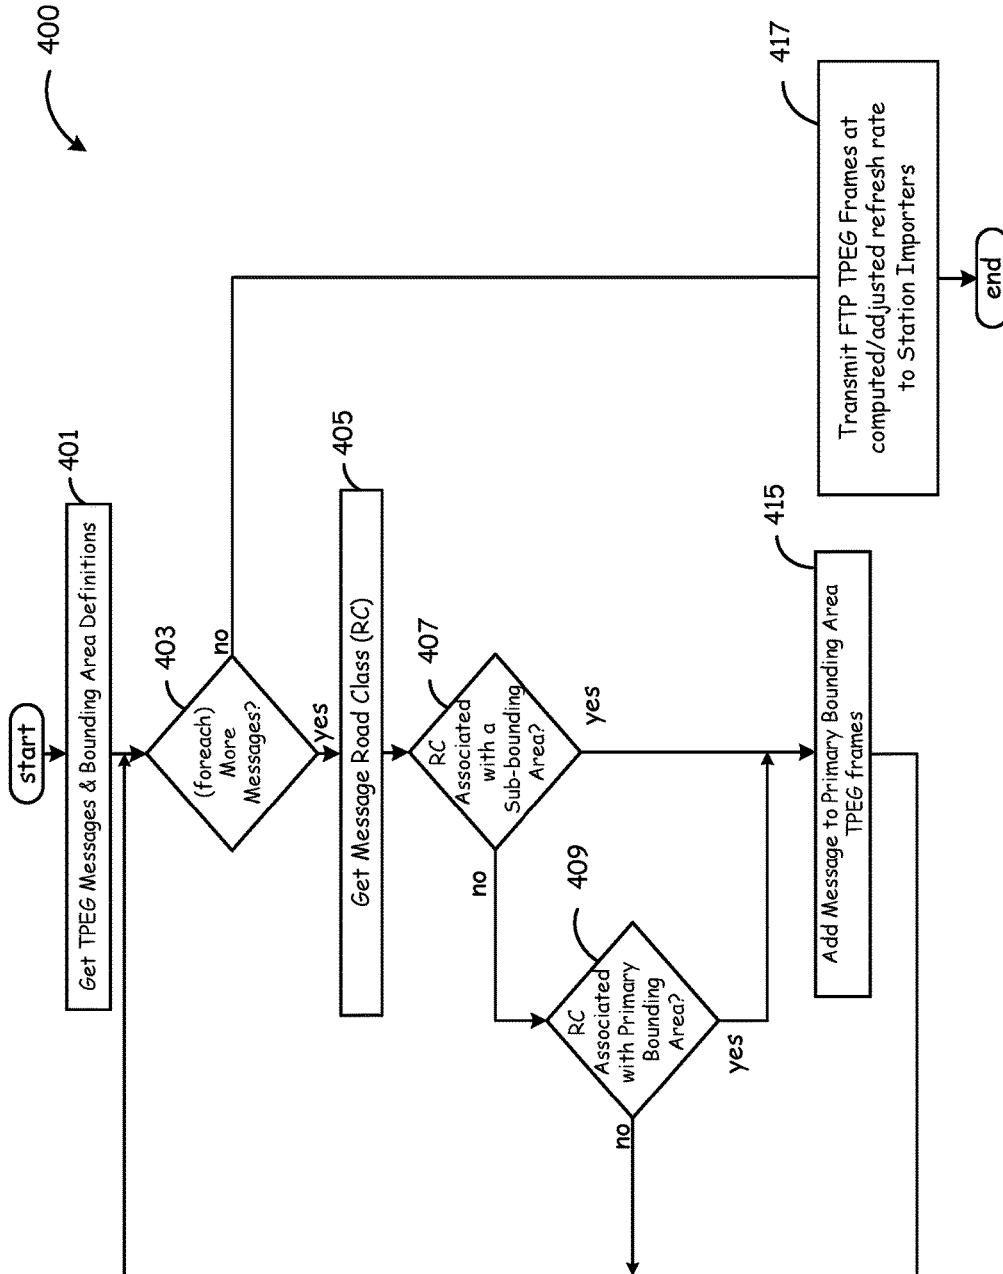 400
start
401
Get TPEG Messages & Bounding Area Definitions
403
(foreach)
More
Messages?
no
yes
405
Get Message Road Class (RC)
407
RC
Associated
with a
Sub-bounding
Area?
no
yes
409
RC
Associated
with Primary
Bounding
Area?
no
yes
415
Add Message to Primary Bounding Area
TPEG frames
417
Transmit FTP TPEG Frames at
computed/adjusted refresh rate
to Station Importers
end